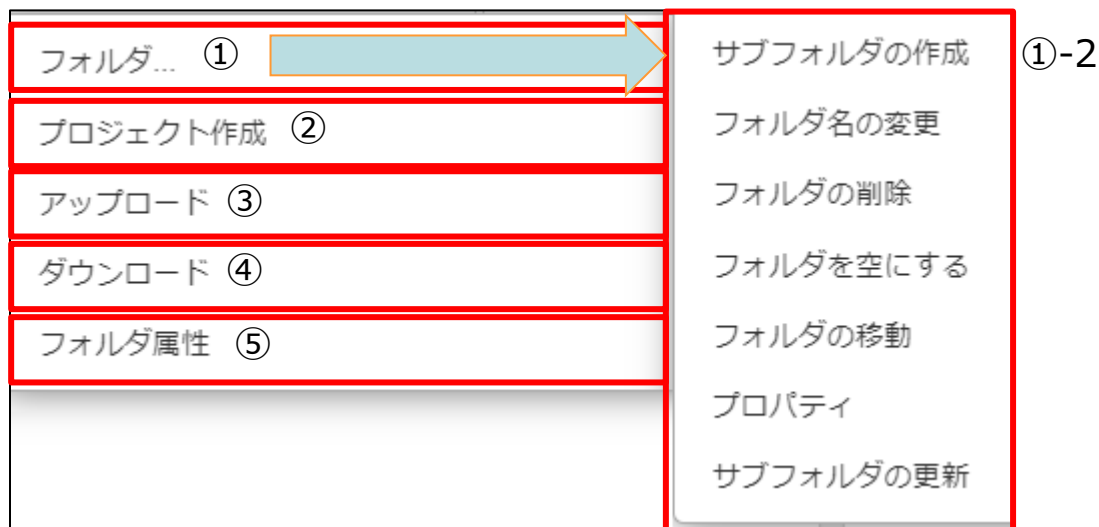 フォルダ... ①
プロジェクト作成 ②
アップロード ③
ダウンロード ④
フォルダ属性 ⑤
サブフォルダの作成 ①-2
フォルダ名の変更
フォルダの削除
フォルダを空にする
フォルダの移動
プロパティ
サブフォルダの更新